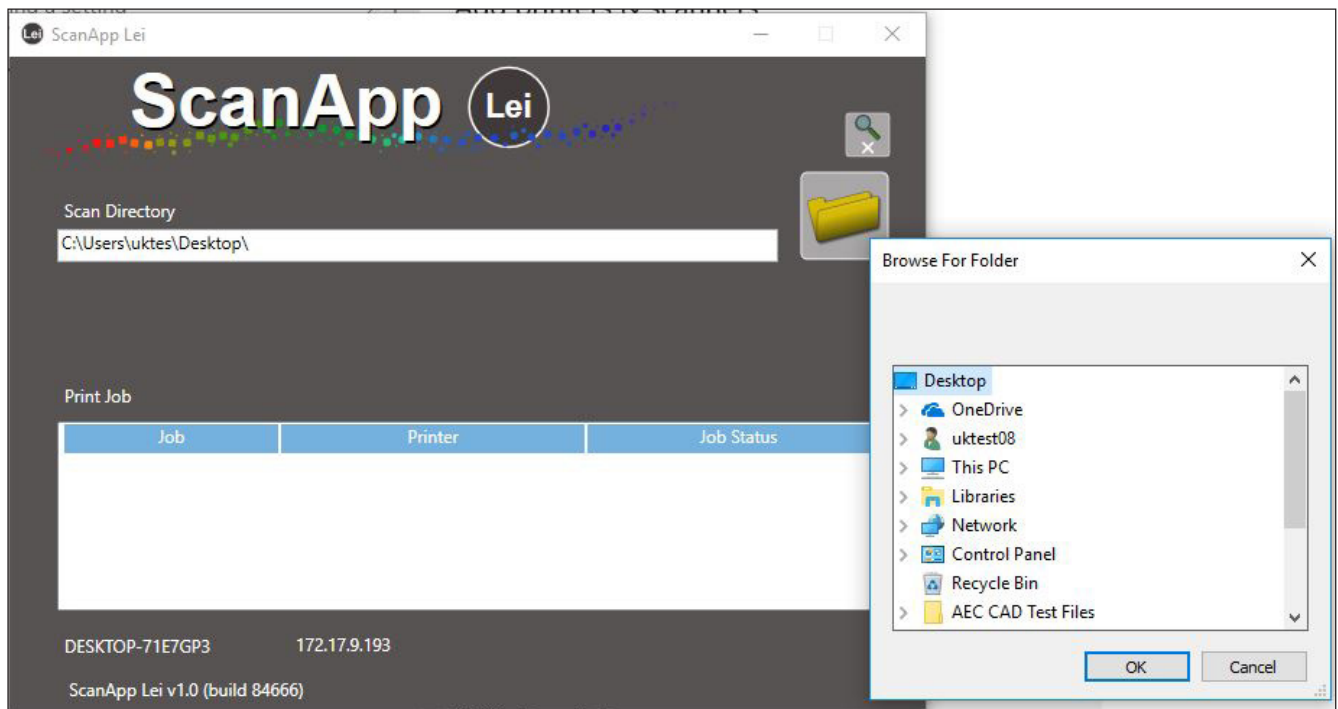 ScanApp Lei
ScanApp Lei
Scan Directory
C:\Users\uktes\Desktop\
Print Job
Job Printer Job Status
DESKTOP-71E7GP3 172.17.9.193
ScanApp Lei v1.0 (build 84666)
Browse For Folder
Desktop
OneDrive
uktest08
This PC
Libraries
Network
Control Panel
Recycle Bin
AEC CAD Test Files
OK Cancel